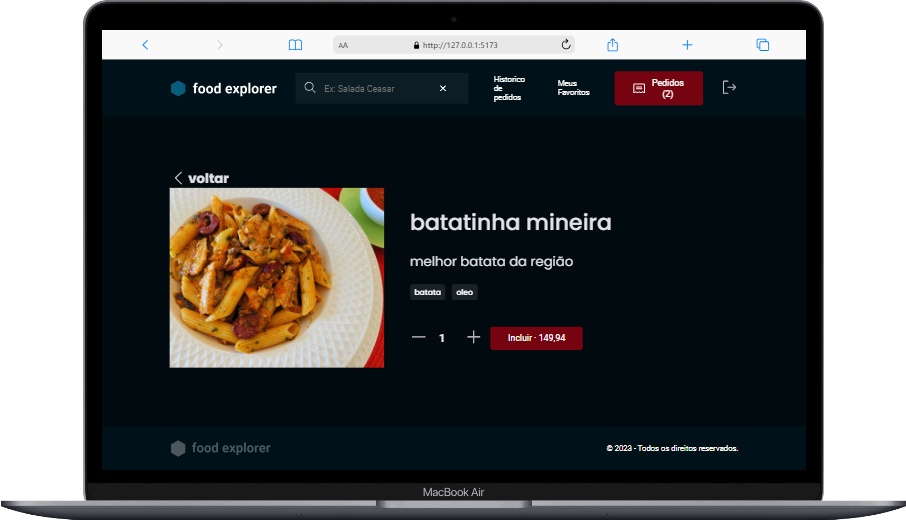 AA
http://127.0.0.1:5173
food explorer
Ex: Salada Ceasar
Historico
de
pedidos
Meus
Favoritos
Pedidos
(2)
voltar
batatinha mineira
melhor batata da região
batata oleo
1
Incluir · 149,94
food explorer
© 2023 - Todos os direitos reservados.
MacBook Air